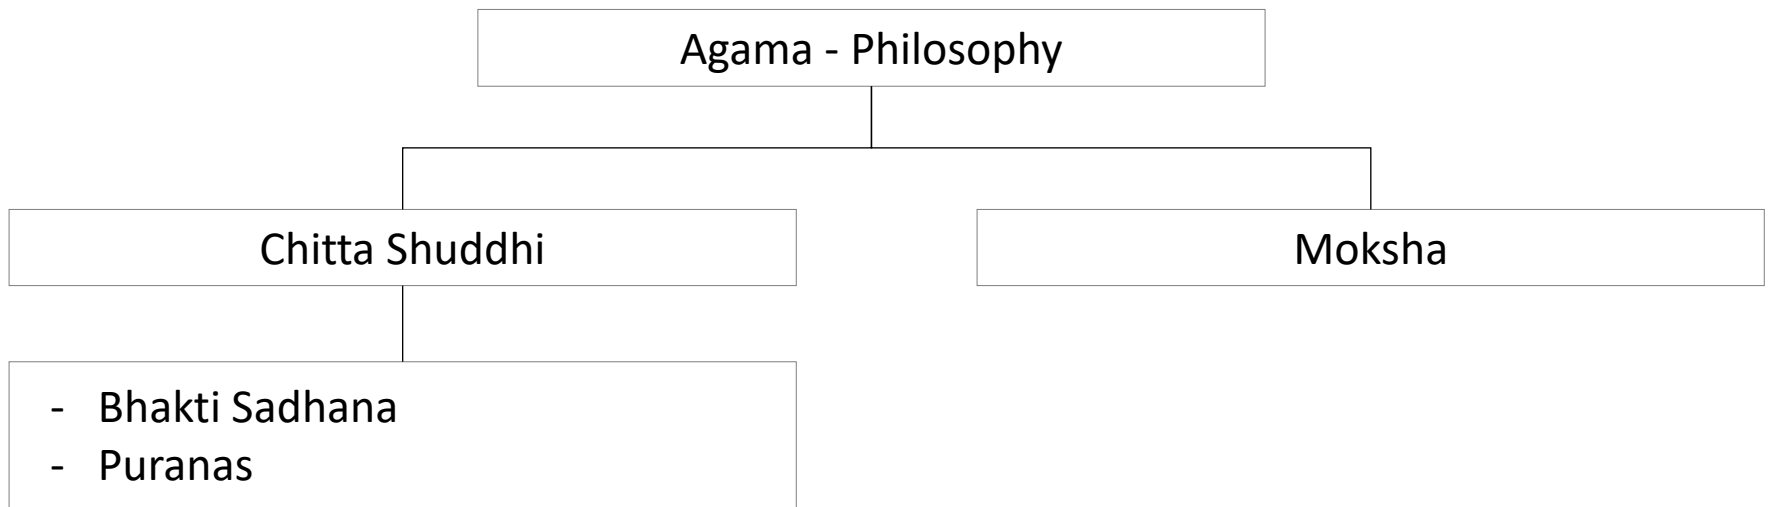 Agama - Philosophy
Chitta Shuddhi
Moksha
- Bhakti Sadhana
- Puranas